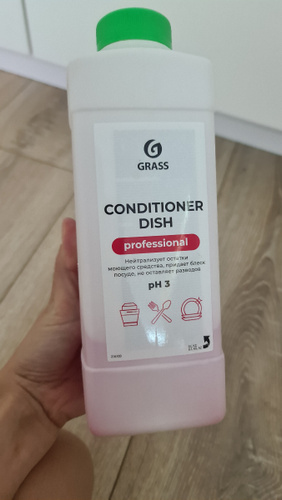 GRASS
CONDITIONER
DISH
professional
Нейтрализует остатки
моющего средства, придает блеск
посуде, не оставляет разводов
pH 3